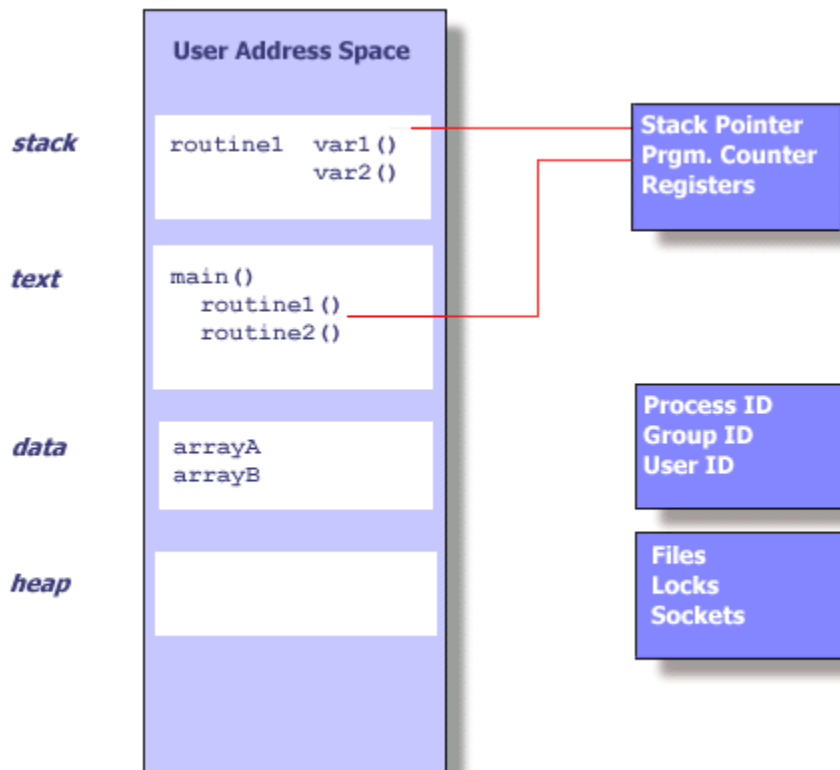 User Address Space
stack
routine1 var1()
var2()
text
main()
routine1()
routine2()
data
arrayA
arrayB
heap
Stack Pointer
Prgm. Counter
Registers
Process ID
Group ID
User ID
Files
Locks
Sockets